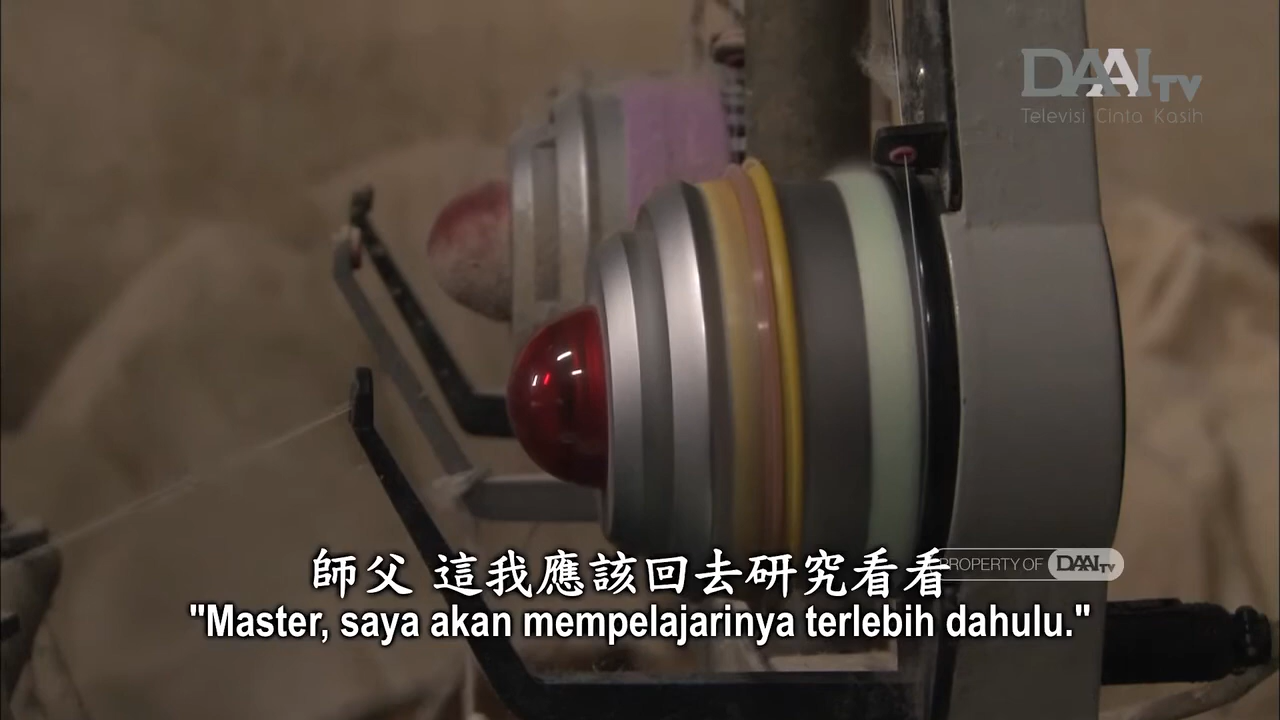 DAAI TV
Televisi Cinta Kasih
師父 這我應該回去研究看看
PROPERTY OF DAAI TV
"Master, saya akan mempelajarinya terlebih dahulu."